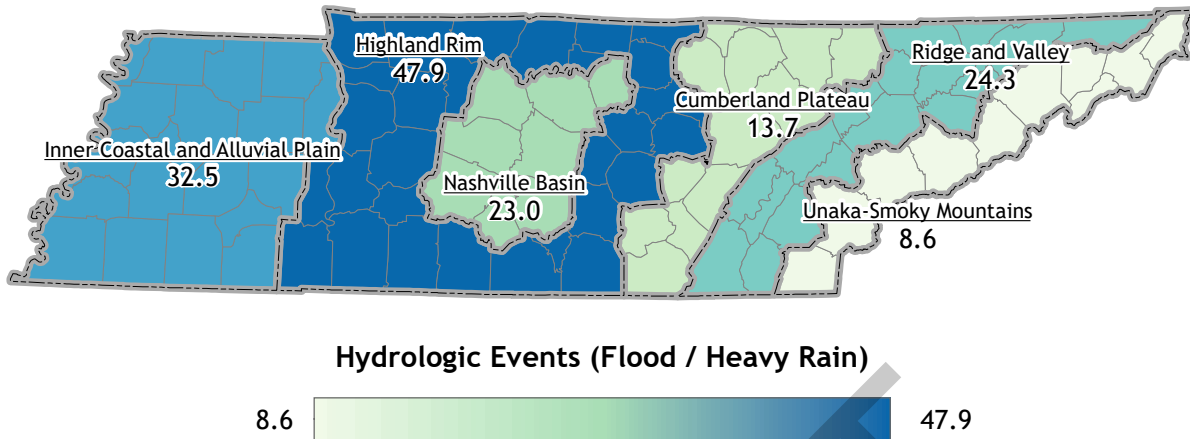 Highland Rim
47.9
Ridge and Valley
24.3
Cumberland Plateau
13.7
Inner Coastal and Alluvial Plain
32.5
Nashville Basin
23.0
Unaka-Smoky Mountains
8.6
Hydrologic Events (Flood / Heavy Rain)
8.6
47.9